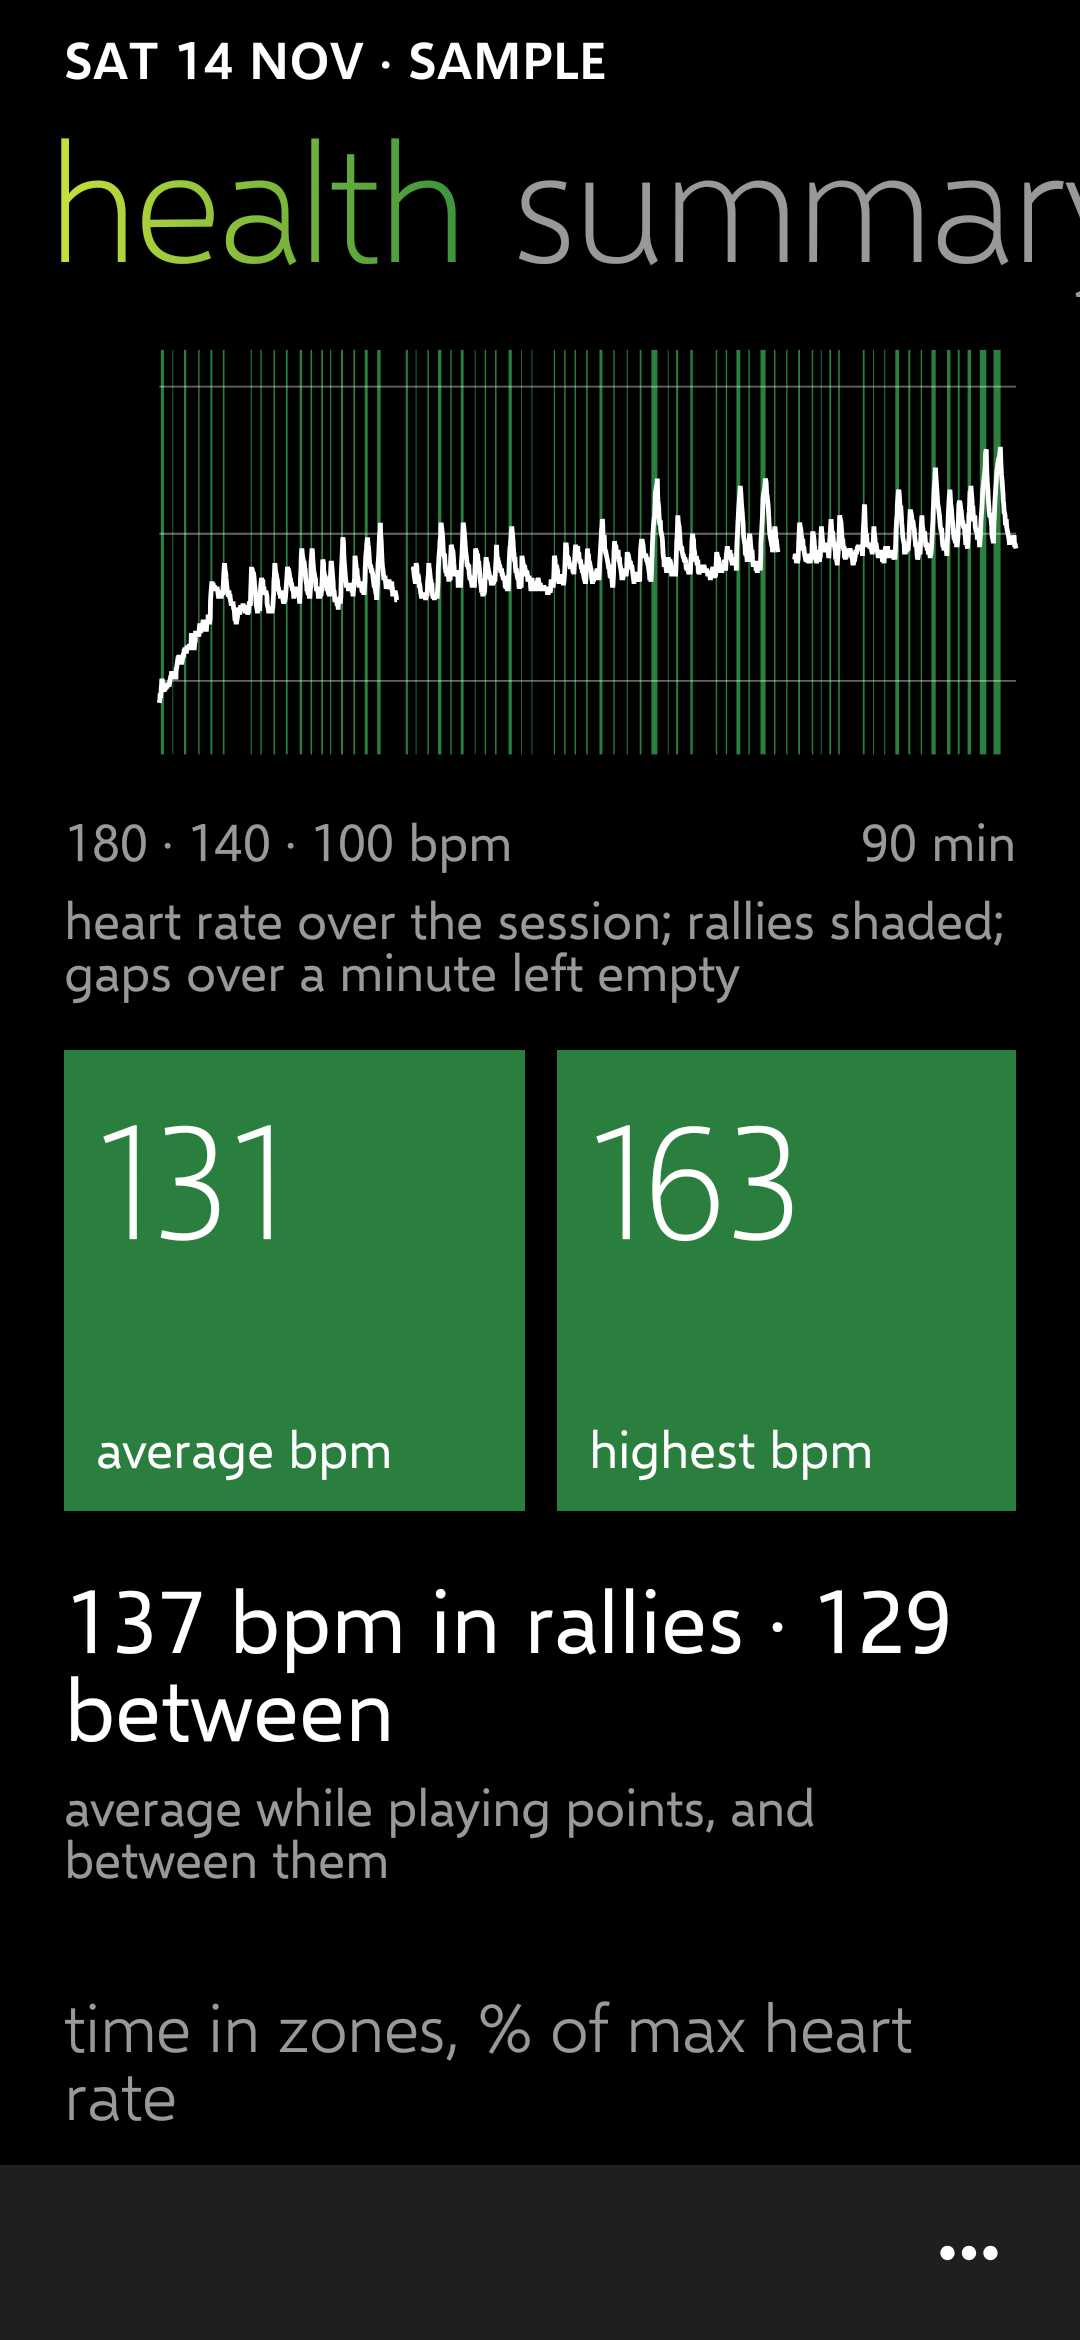 SAT 14 NOV · SAMPLE
health summary
180 · 140 · 100 bpm
90 min
heart rate over the session; rallies shaded;
gaps over a minute left empty
131
163
average bpm
highest bpm
137 bpm in rallies · 129
between
average while playing points, and
between them
time in zones, % of max heart
rate